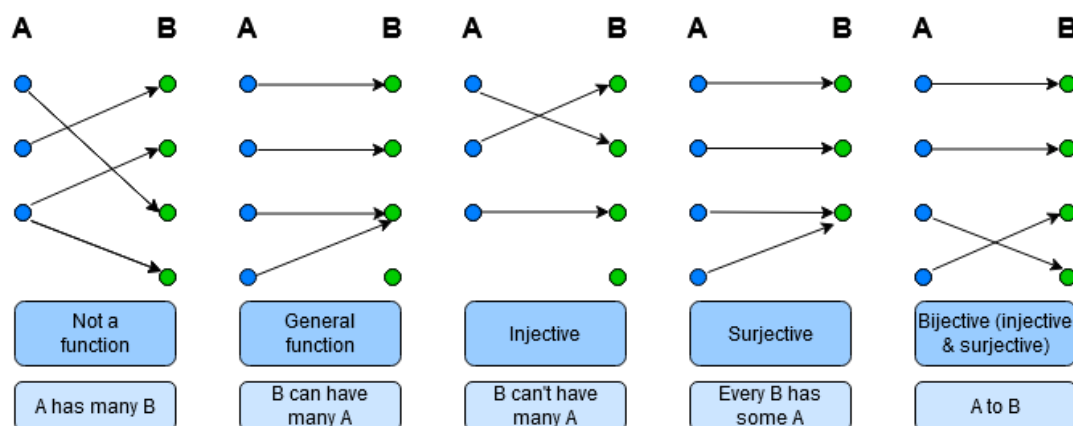 A B A B A B A B A B
Not a
function
General
function
Injective
Surjective
Bijective (injective
& surjective)
A has many B
B can have
many A
B can't have
many A
Every B has
some A
A to B